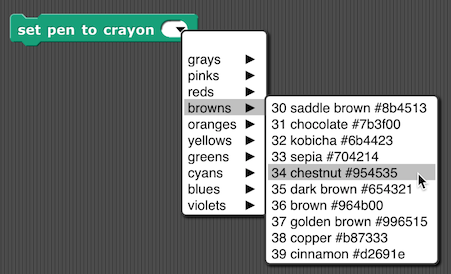 set pen to crayon
grays
pinks
reds
browns
oranges
yellows
greens
cyans
blues
violets
30 saddle brown #8b4513
31 chocolate #7b3f00
32 kobicha #6b4423
33 sepia #704214
34 chestnut #954535
35 dark brown #654321
36 brown #964b00
37 golden brown #996515
38 copper #b87333
39 cinnamon #d2691e